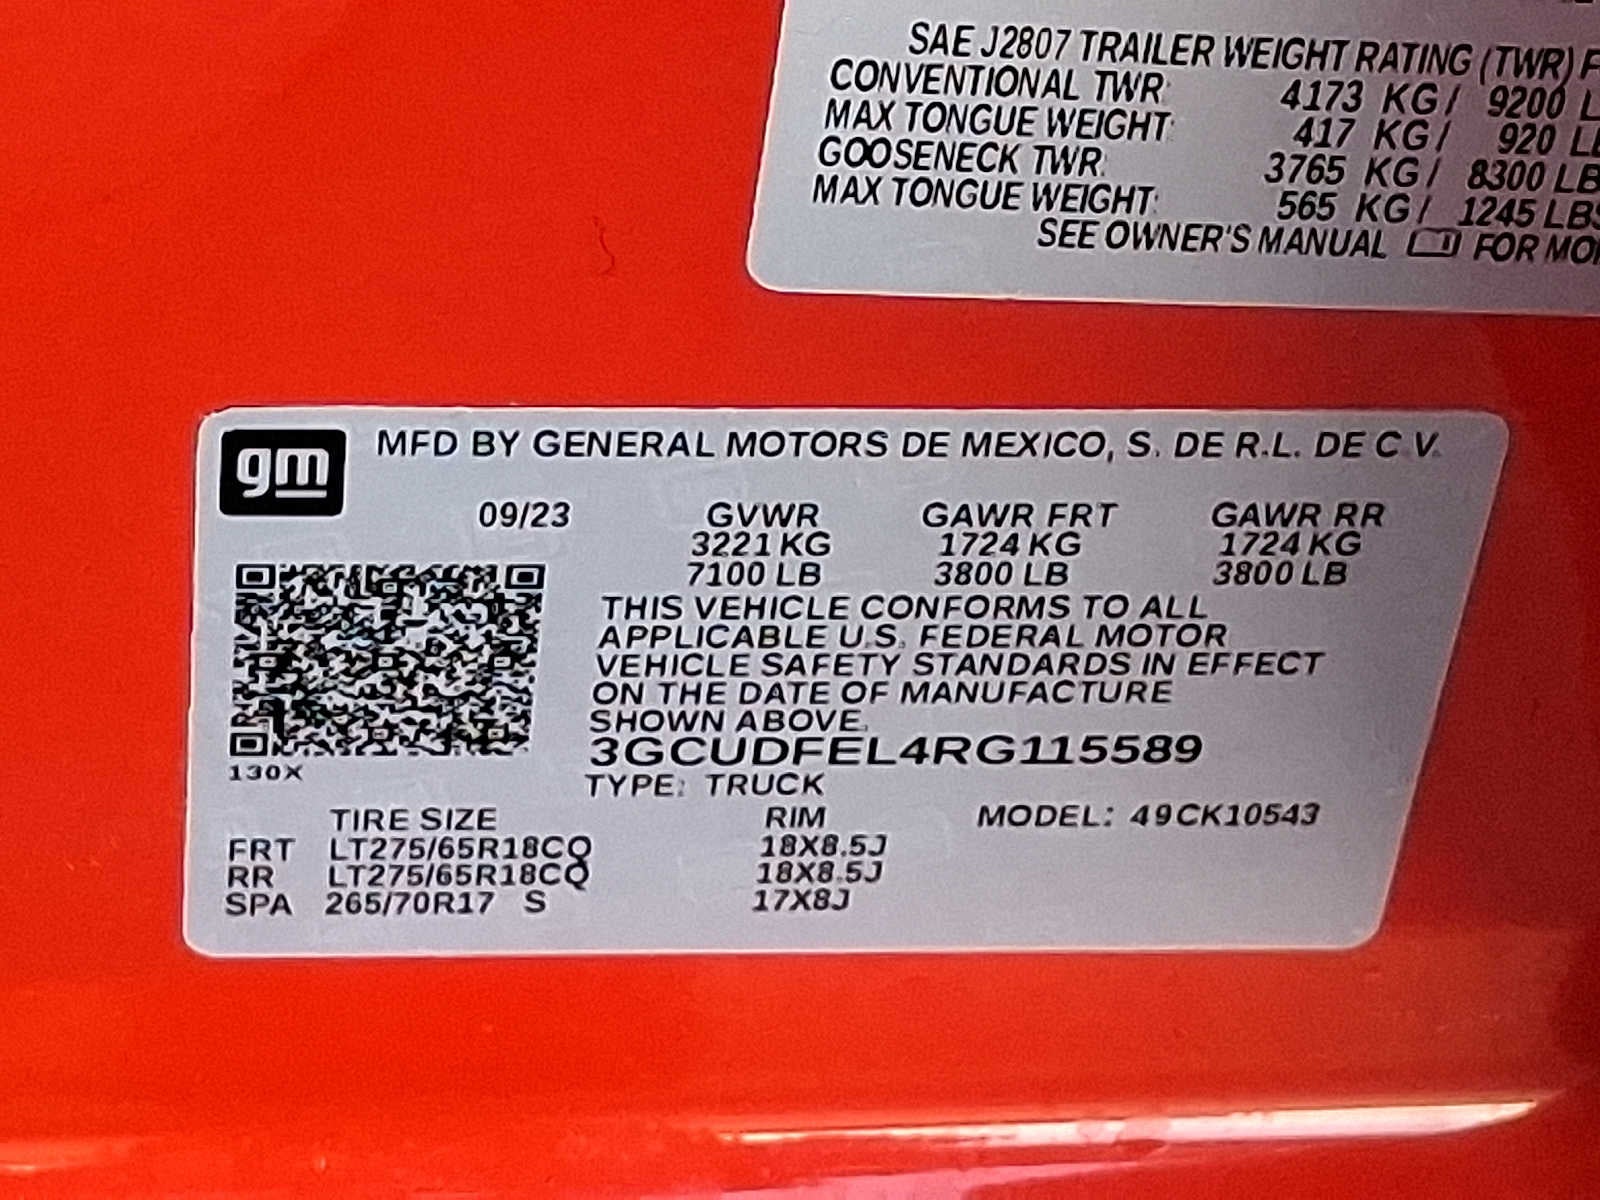 SAE J2807 TRAILER WEIGHT RATING (TWR)
CONVENTIONAL TWR: 4173 KG / 9200
MAX TONGUE WEIGHT: 417 KG / 920
GOOSENECK TWR: 3765 KG / 8300 LB
MAX TONGUE WEIGHT: 565 KG / 1245 LBS
SEE OWNER'S MANUAL FOR
gm
MFD BY GENERAL MOTORS DE MEXICO, S. DE R.L. DE C.V.
09/23 GVWR GAWR FRT GAWR RR
3221 KG 1724 KG 1724 KG
7100 LB 3800 LB 3800 LB
THIS VEHICLE CONFORMS TO ALL
APPLICABLE U.S. FEDERAL MOTOR
VEHICLE SAFETY STANDARDS IN EFFECT
ON THE DATE OF MANUFACTURE
SHOWN ABOVE.
3GCUDFEL4RG115589
130X
TYPE: TRUCK
TIRE SIZE RIM MODEL: 49CK10543
FRT LT275/65R18CQ 18X8.5J
RR LT275/65R18CQ 18X8.5J
SPA 265/70R17 S 17X8J